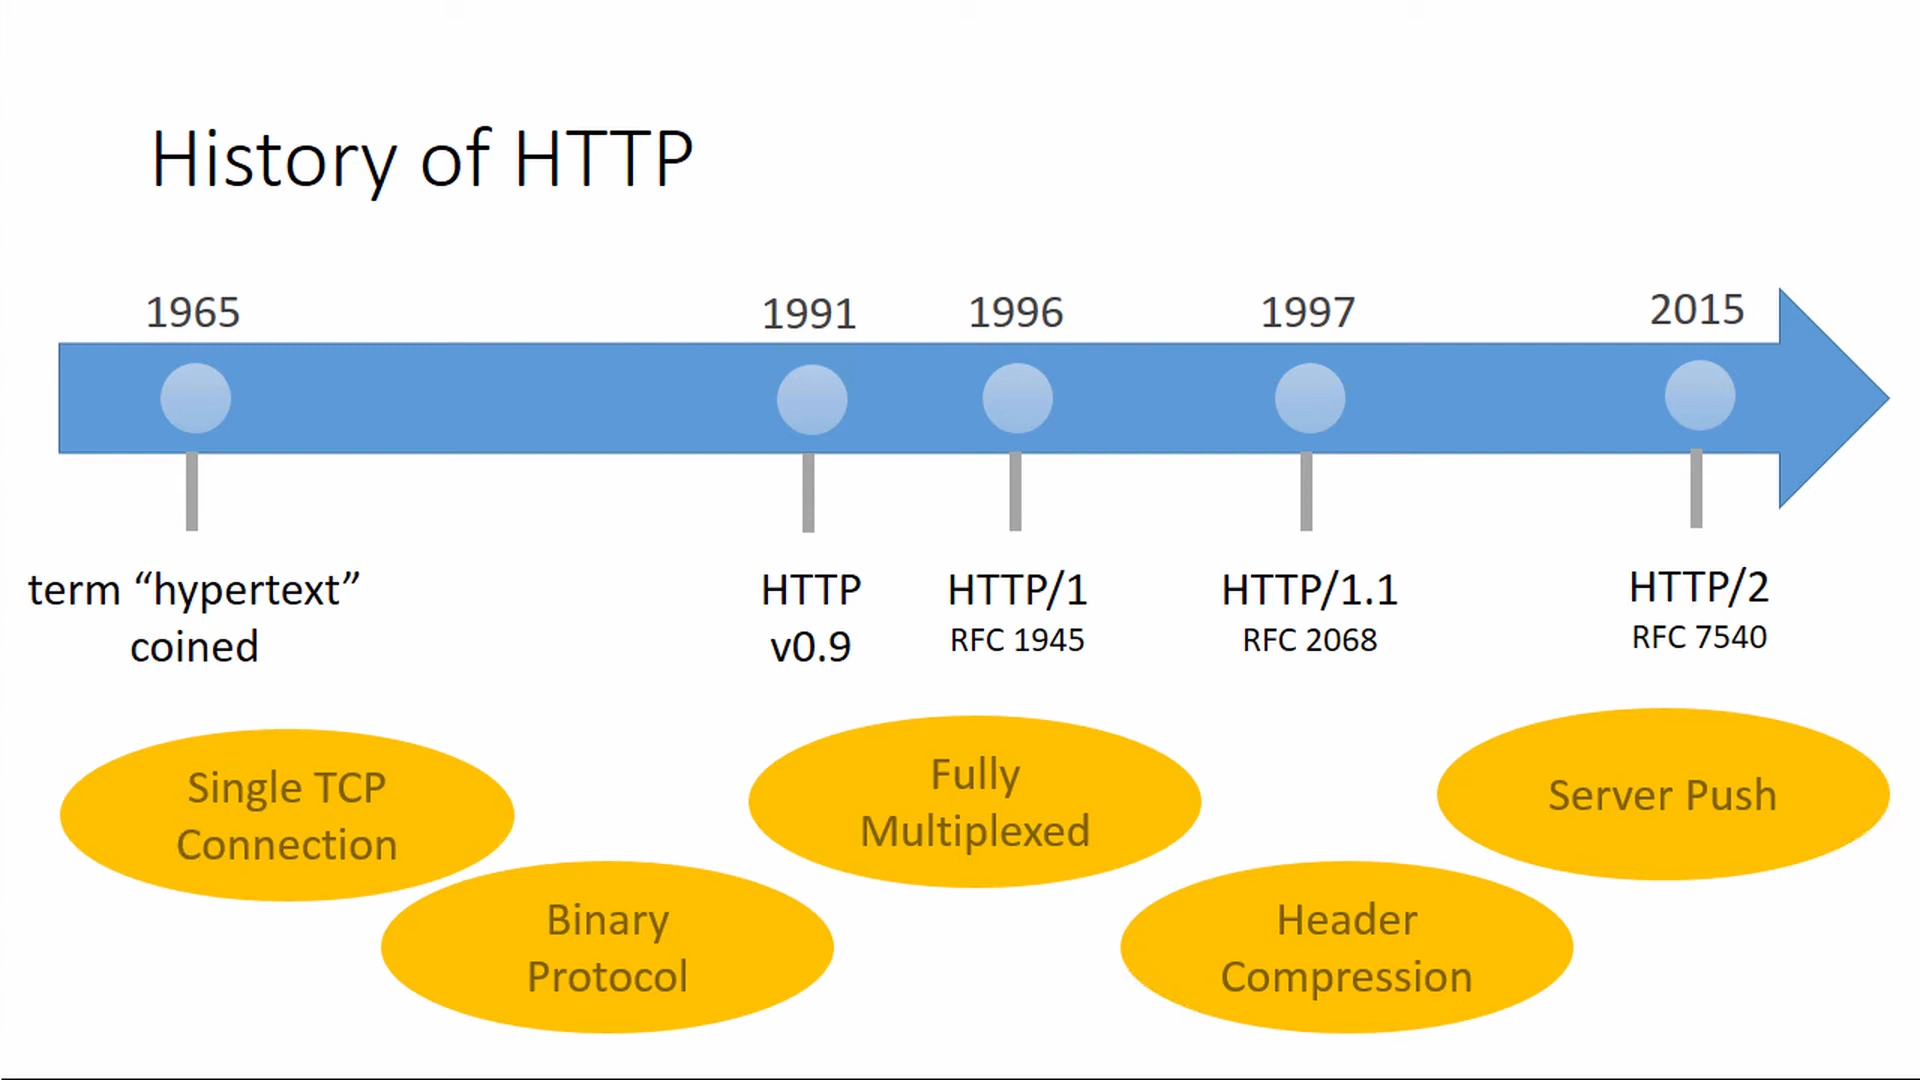 History of HTTP
1965
1991
1996
1997
2015
term “hypertext”
coined
HTTP
v0.9
HTTP/1
RFC 1945
HTTP/1.1
RFC 2068
HTTP/2
RFC 7540
Single TCP
Connection
Binary
Protocol
Fully
Multiplexed
Header
Compression
Server Push